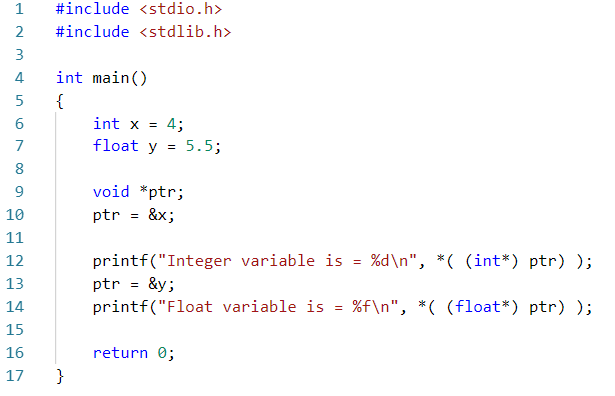 1 #include <stdio.h>
2 #include <stdlib.h>
3
4 int main()
5 {
6     int x = 4;
7     float y = 5.5;
8
9     void *ptr;
10     ptr = &x;
11
12     printf("Integer variable is = %d\n", *( (int*) ptr) );
13     ptr = &y;
14     printf("Float variable is = %f\n", *( (float*) ptr) );
15
16     return 0;
17 }